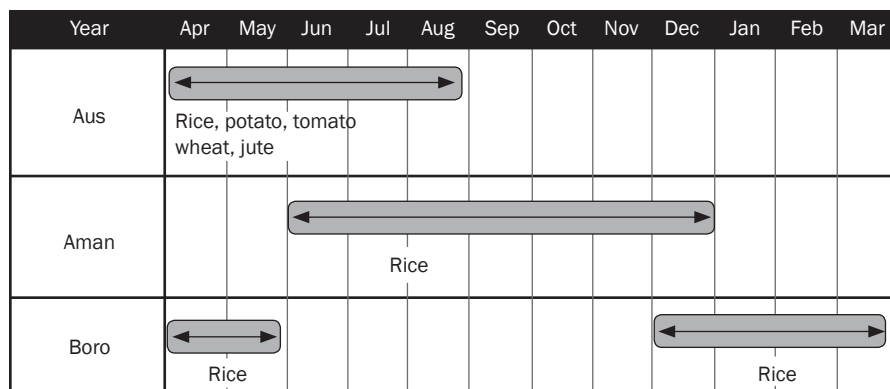 Year Apr May Jun Jul Aug Sep Oct Nov Dec Jan Feb Mar
Aus
Rice, potato, tomato
wheat, jute
Aman
Rice
Boro
Rice Rice